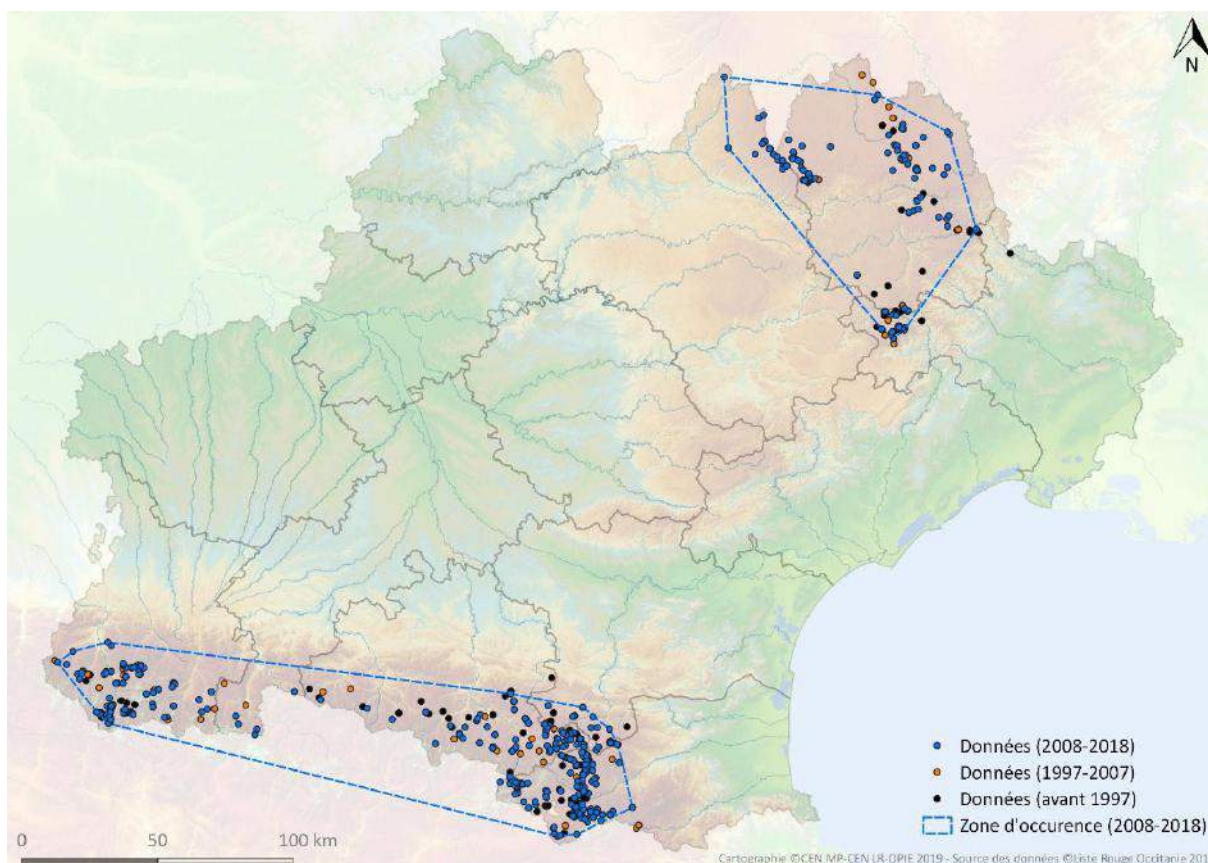 N
Données (2008-2018)
Données (1997-2007)
Données (avant 1997)
Zone d'occurence (2008-2018)
0 50 100 km
Cartographie ©CEN MP-CEN LR-OPIE 2019 - Source des données ©Liste Rouge Occitanie 201